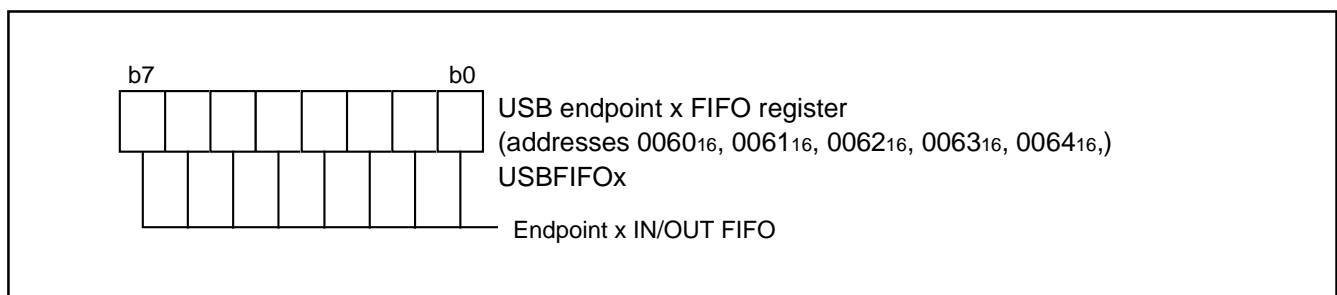 b7 b0
USB endpoint x FIFO register
(addresses 006016, 006116, 006216, 006316, 006416,)
USBFIFOx
Endpoint x IN/OUT FIFO